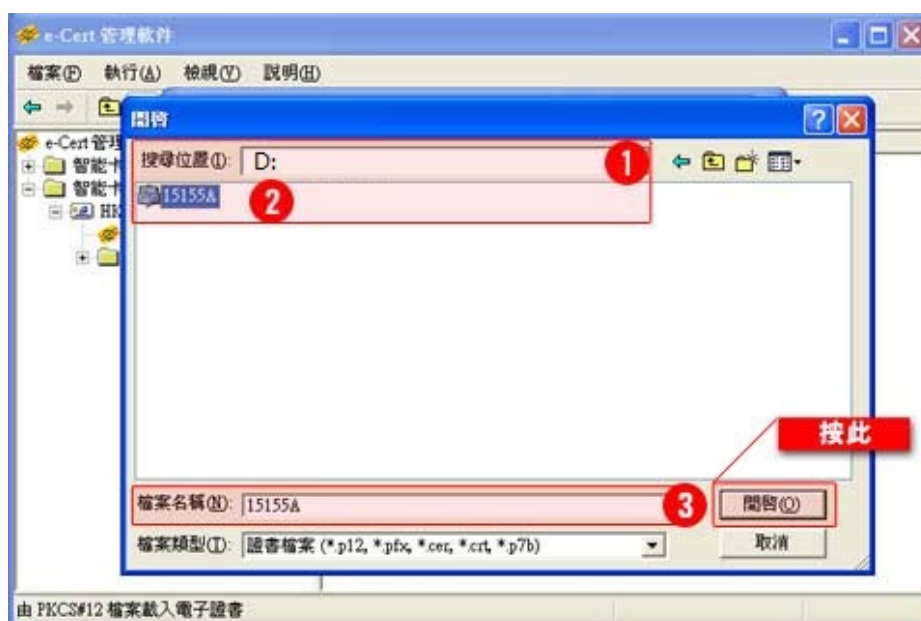 e-Cert 管理軟件
檔案(F) 執行(A) 檢視(V) 說明(H)
開啓
e-Cert 管理
搜尋位置(I): D:
1
智能卡
15155A
2
智能卡
HK
檔案名稱(N): 15155A
3
開啓(O)
按此
檔案類型(T): 證書檔案 (*.p12, *.pfx, *.cer, *.crt, *.p7b)
取消
由 PKCS#12 檔案載入電子證書